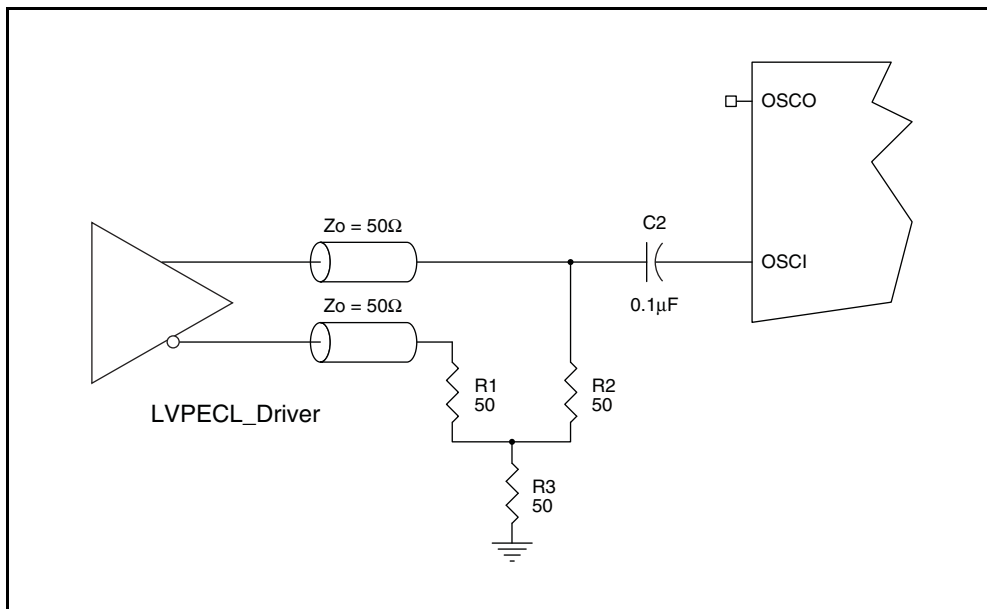 OSCO
Zo = 50Ω
C2
OSCI
0.1µF
Zo = 50Ω
R1
50
R2
50
LVPECL_Driver
R3
50